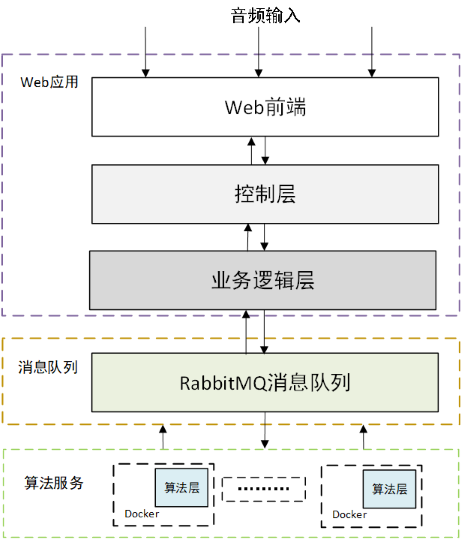 音频输入
Web应用
Web前端
控制层
业务逻辑层
消息队列
RabbitMQ消息队列
算法服务
算法层
Docker
·········
算法层
Docker